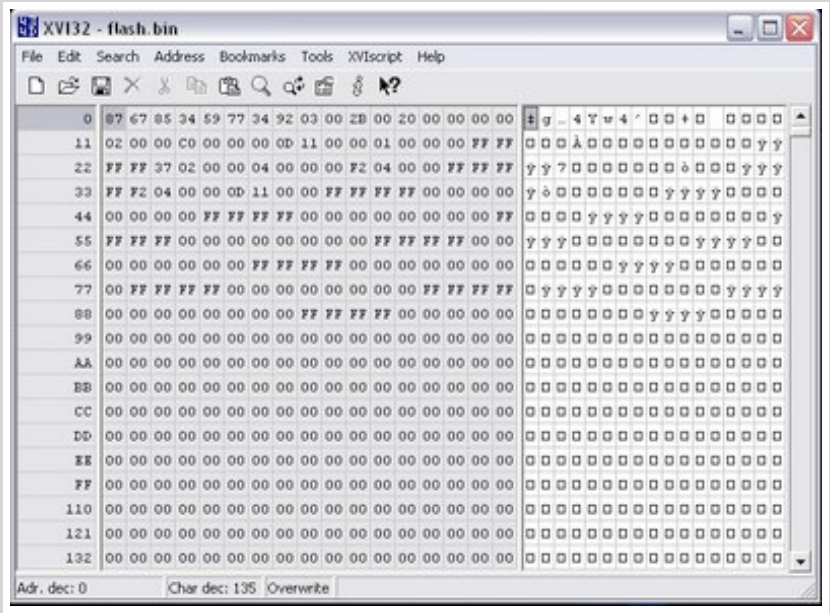 XVI32 - flash.bin
File Edit Search Address Bookmarks Tools XVIscript Help
0 87 67 85 34 59 77 34 92 03 00 2B 00 20 00 00 00 00 ‡ g … 4 Y w 4 ’ □ □ + □   □ □ □ □
11 02 00 00 C0 00 00 00 0D 11 00 00 01 00 00 00 FF FF □ □ □ À □ □ □ □ □ □ □ □ □ □ □ ÿ ÿ
22 FF FF 37 02 00 00 04 00 00 00 F2 04 00 00 FF FF FF ÿ ÿ 7 □ □ □ □ □ □ □ ò □ □ □ ÿ ÿ ÿ
33 FF F2 04 00 00 0D 11 00 00 FF FF FF FF 00 00 00 00 ÿ ò □ □ □ □ □ □ □ ÿ ÿ ÿ ÿ □ □ □ □
44 00 00 00 00 FF FF FF FF 00 00 00 00 00 00 00 00 FF □ □ □ □ ÿ ÿ ÿ ÿ □ □ □ □ □ □ □ □ ÿ
55 FF FF FF 00 00 00 00 00 00 00 00 FF FF FF FF 00 00 ÿ ÿ ÿ □ □ □ □ □ □ □ □ ÿ ÿ ÿ ÿ □ □
66 00 00 00 00 00 00 FF FF FF FF 00 00 00 00 00 00 00 □ □ □ □ □ □ ÿ ÿ ÿ ÿ □ □ □ □ □ □ □
77 00 FF FF FF FF 00 00 00 00 00 00 00 00 FF FF FF FF □ ÿ ÿ ÿ ÿ □ □ □ □ □ □ □ □ ÿ ÿ ÿ ÿ
88 00 00 00 00 00 00 00 00 FF FF FF FF 00 00 00 00 00 □ □ □ □ □ □ □ □ ÿ ÿ ÿ ÿ □ □ □ □ □
99 00 00 00 00 00 00 00 00 00 00 00 00 00 00 00 00 00 □ □ □ □ □ □ □ □ □ □ □ □ □ □ □ □ □
AA 00 00 00 00 00 00 00 00 00 00 00 00 00 00 00 00 00 □ □ □ □ □ □ □ □ □ □ □ □ □ □ □ □ □
BB 00 00 00 00 00 00 00 00 00 00 00 00 00 00 00 00 00 □ □ □ □ □ □ □ □ □ □ □ □ □ □ □ □ □
CC 00 00 00 00 00 00 00 00 00 00 00 00 00 00 00 00 00 □ □ □ □ □ □ □ □ □ □ □ □ □ □ □ □ □
DD 00 00 00 00 00 00 00 00 00 00 00 00 00 00 00 00 00 □ □ □ □ □ □ □ □ □ □ □ □ □ □ □ □ □
EE 00 00 00 00 00 00 00 00 00 00 00 00 00 00 00 00 00 □ □ □ □ □ □ □ □ □ □ □ □ □ □ □ □ □
FF 00 00 00 00 00 00 00 00 00 00 00 00 00 00 00 00 00 □ □ □ □ □ □ □ □ □ □ □ □ □ □ □ □ □
110 00 00 00 00 00 00 00 00 00 00 00 00 00 00 00 00 00 □ □ □ □ □ □ □ □ □ □ □ □ □ □ □ □ □
121 00 00 00 00 00 00 00 00 00 00 00 00 00 00 00 00 00 □ □ □ □ □ □ □ □ □ □ □ □ □ □ □ □ □
132 00 00 00 00 00 00 00 00 00 00 00 00 00 00 00 00 00 □ □ □ □ □ □ □ □ □ □ □ □ □ □ □ □ □
Adr. dec: 0 Char dec: 135 Overwrite